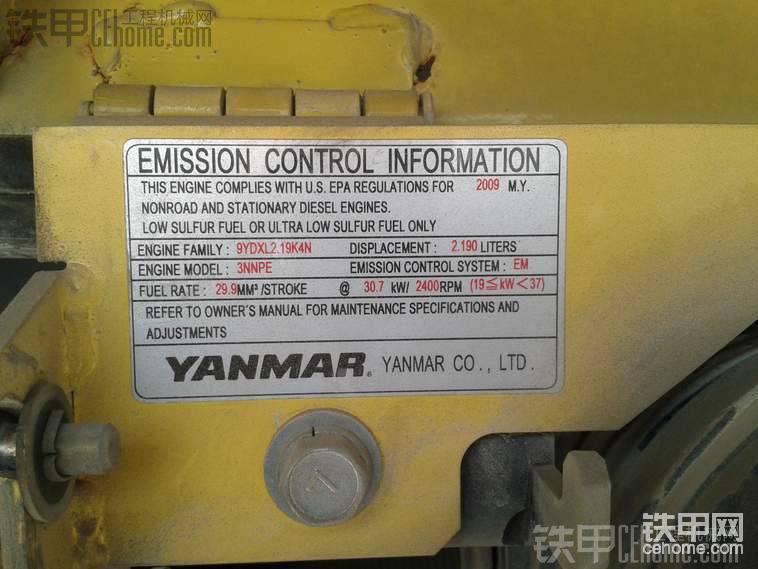 铁甲 工程机械网
CEhome.com
EMISSION CONTROL INFORMATION
THIS ENGINE COMPLIES WITH U.S. EPA REGULATIONS FOR 2009 M.Y.
NONROAD AND STATIONARY DIESEL ENGINES.
LOW SULFUR FUEL OR ULTRA LOW SULFUR FUEL ONLY
ENGINE FAMILY : 9YDXL2.19K4N DISPLACEMENT : 2.190 LITERS
ENGINE MODEL : 3NNPE EMISSION CONTROL SYSTEM : EM
FUEL RATE : 29.9MM³ /STROKE @ 30.7 kW/ 2400RPM (19≦kW<37)
REFER TO OWNER'S MANUAL FOR MAINTENANCE SPECIFICATIONS AND
ADJUSTMENTS
YANMAR® YANMAR CO., LTD.
铁甲网
cehome.com